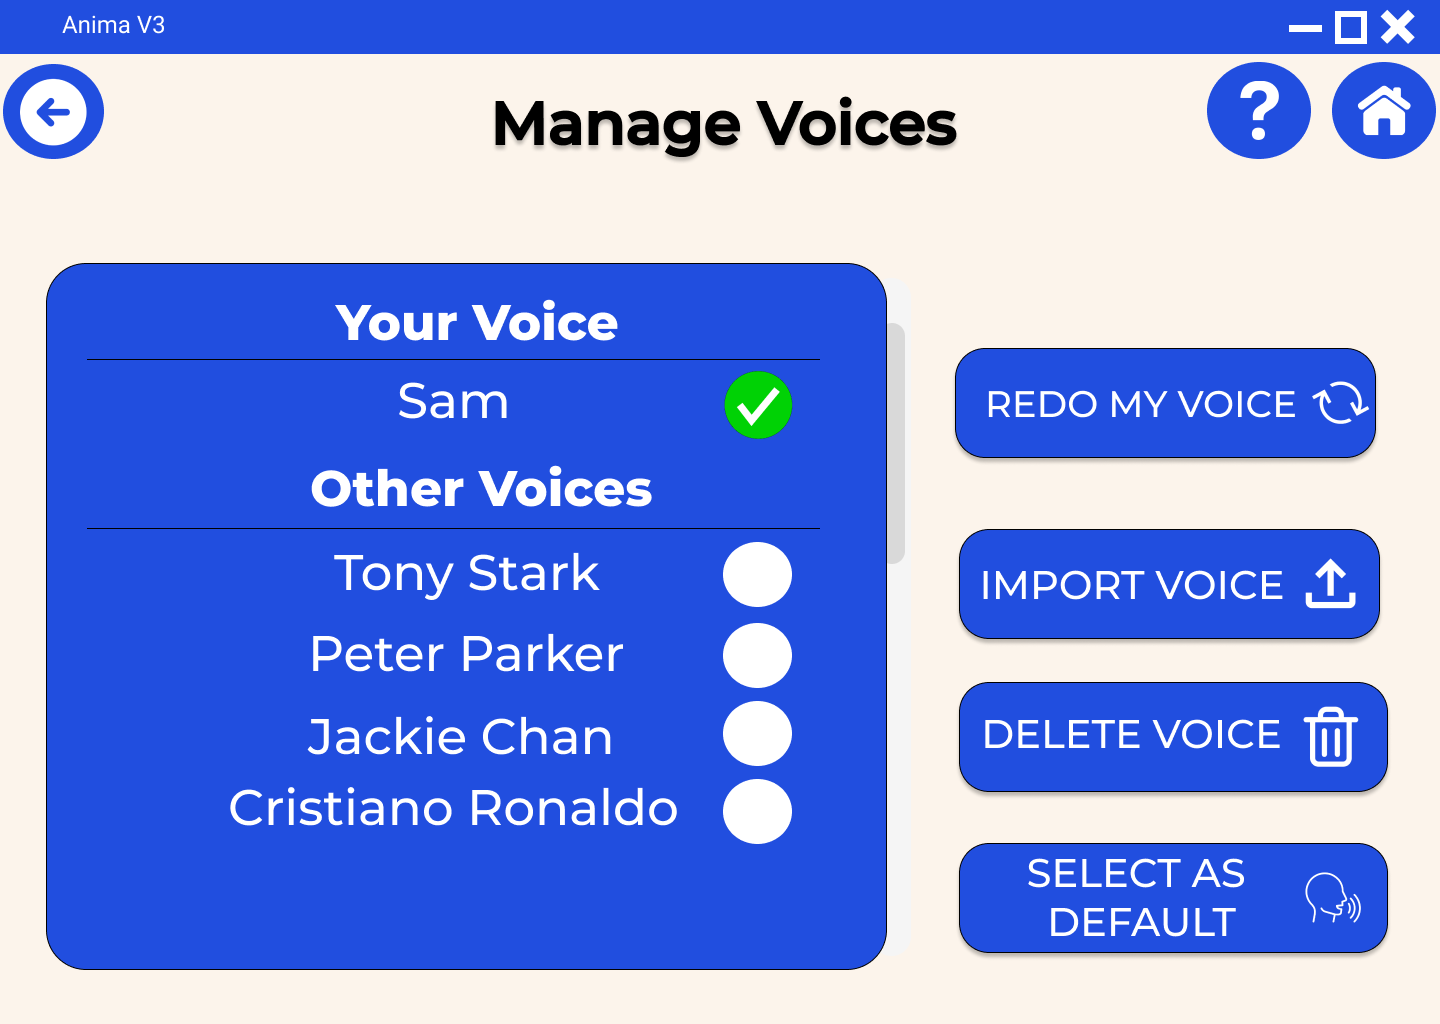 Anima V3
Manage Voices
Your Voice
Sam
Other Voices
Tony Stark
Peter Parker
Jackie Chan
Cristiano Ronaldo
REDO MY VOICE
IMPORT VOICE
DELETE VOICE
SELECT AS
DEFAULT